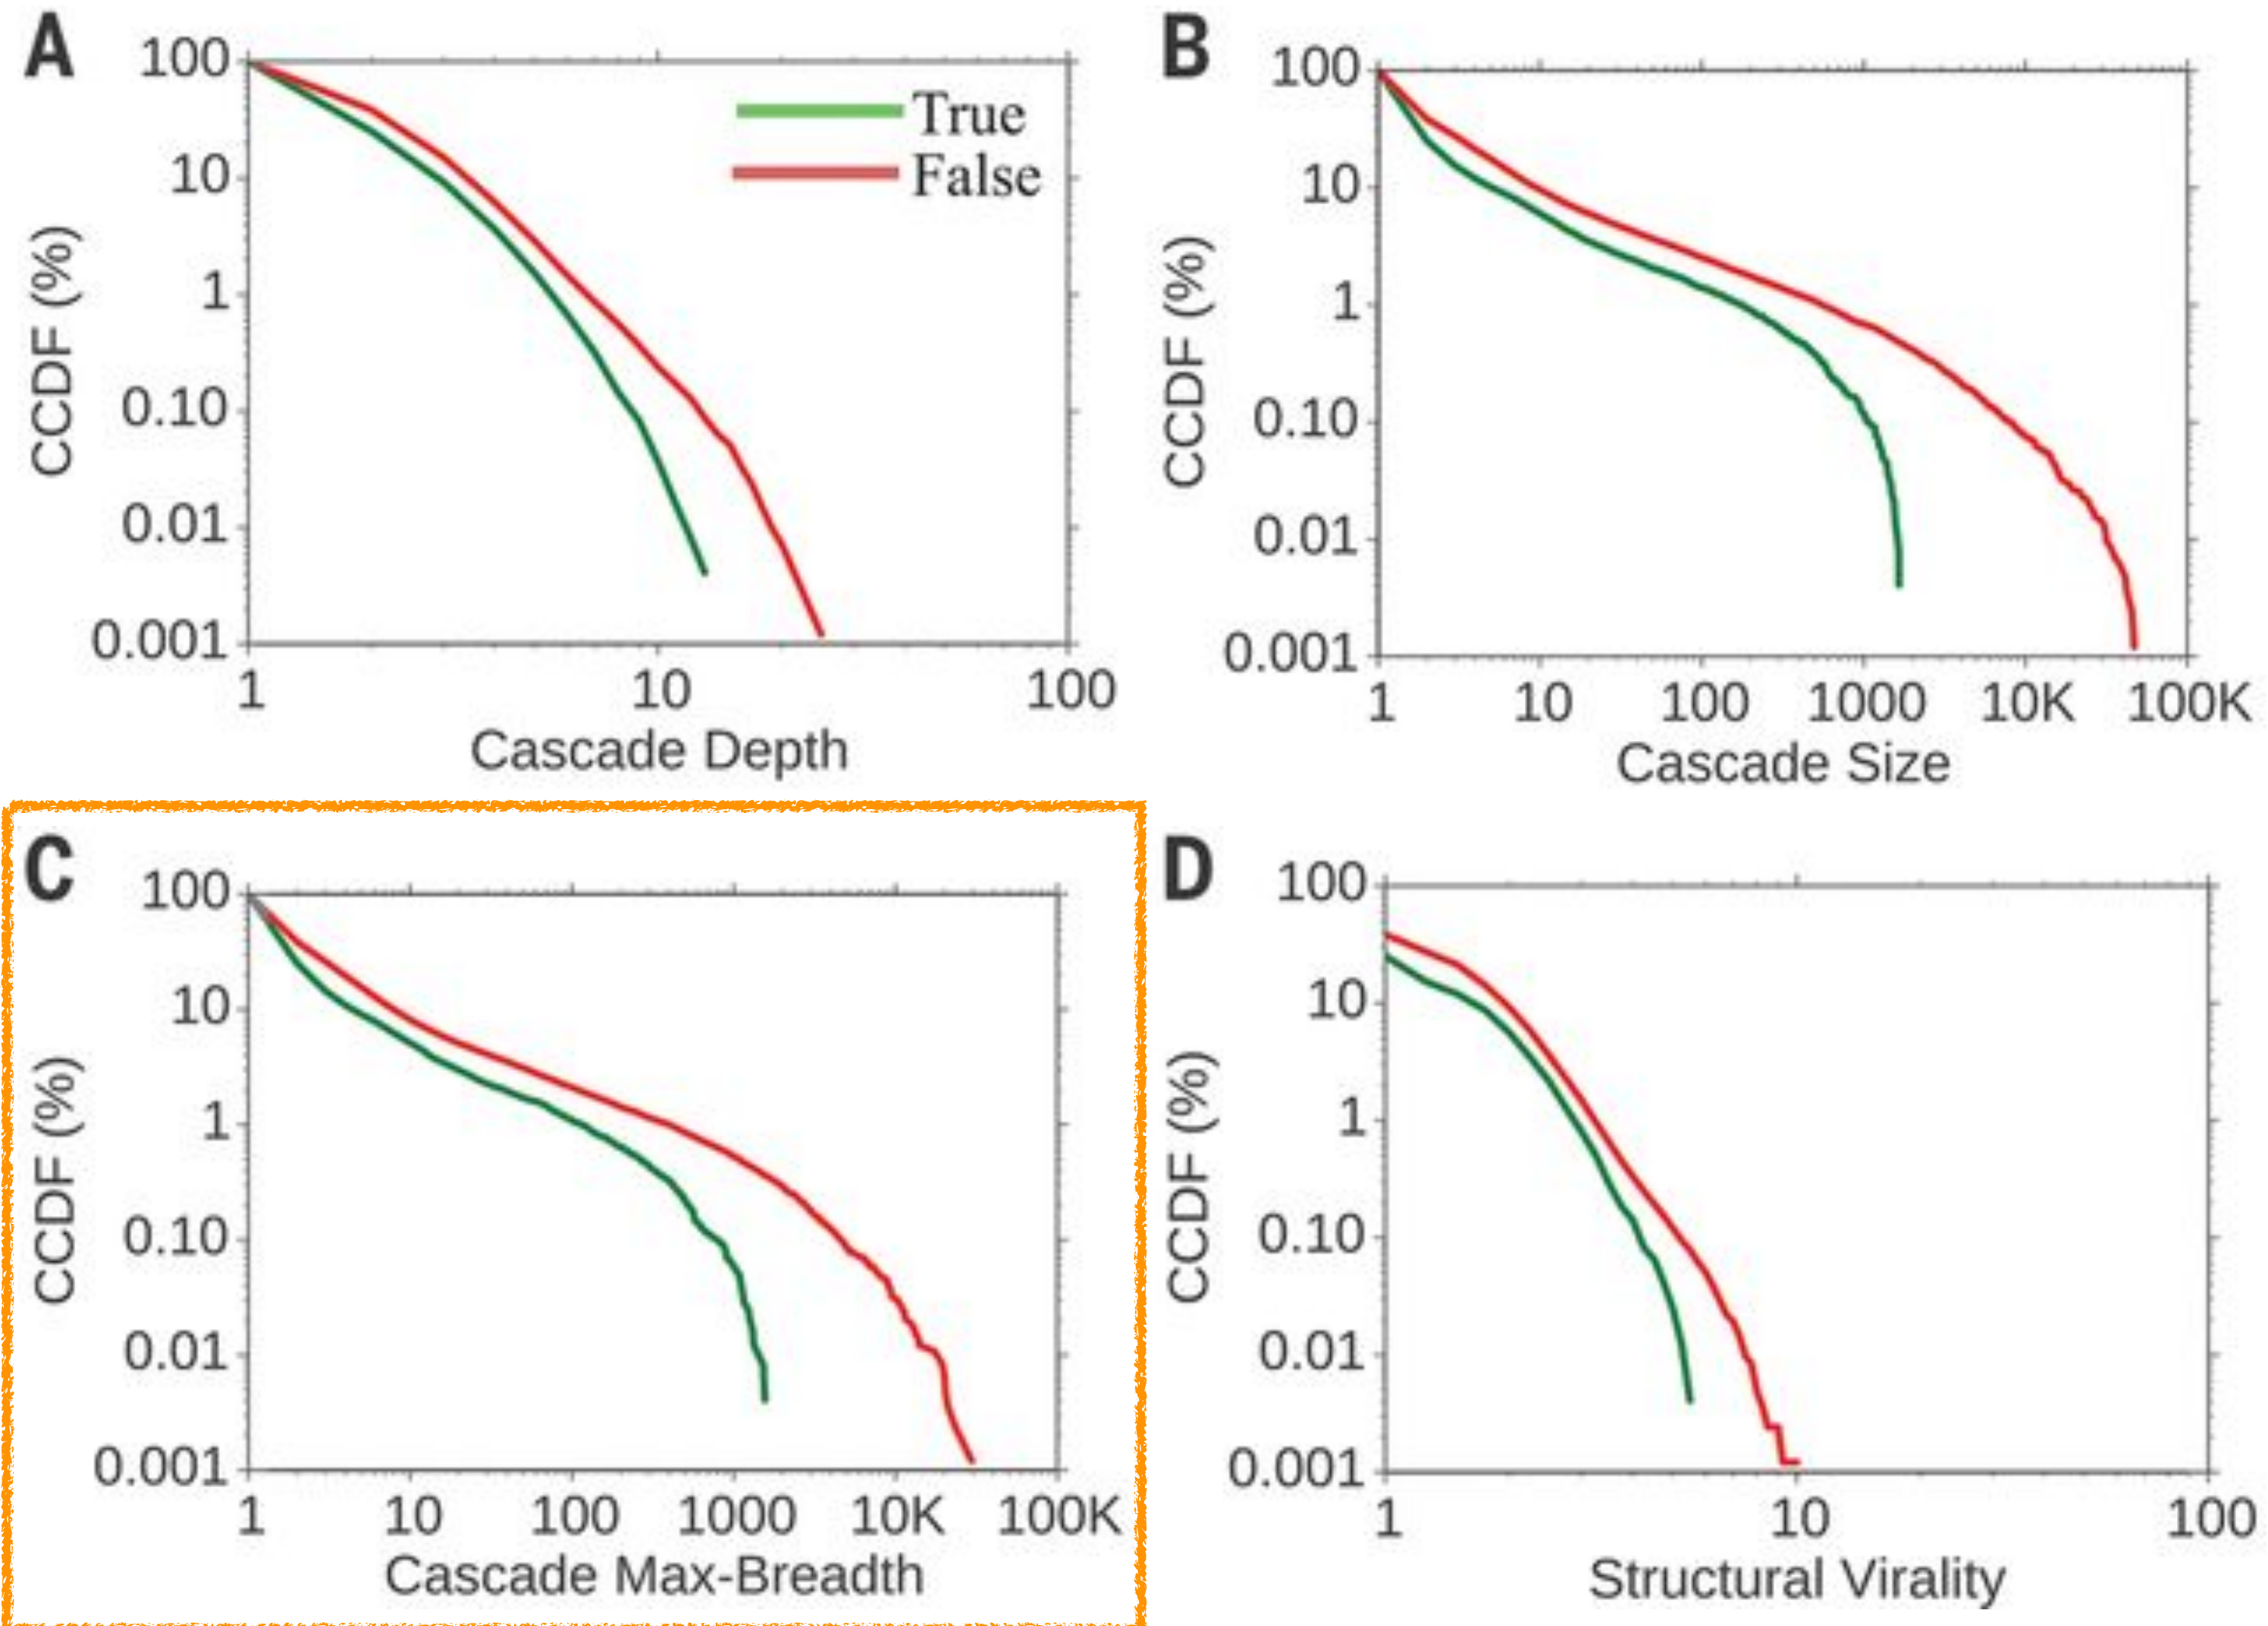 A
100
10
1
0.10
0.01
0.001
CCDF (%)
True
False
1 10 100
Cascade Depth
B
100
10
1
0.10
0.01
0.001
CCDF (%)
1 10 100 1000 10K 100K
Cascade Size
C
100
10
1
0.10
0.01
0.001
CCDF (%)
1 10 100 1000 10K 100K
Cascade Max-Breadth
D
100
10
1
0.10
0.01
0.001
CCDF (%)
1 10 100
Structural Virality